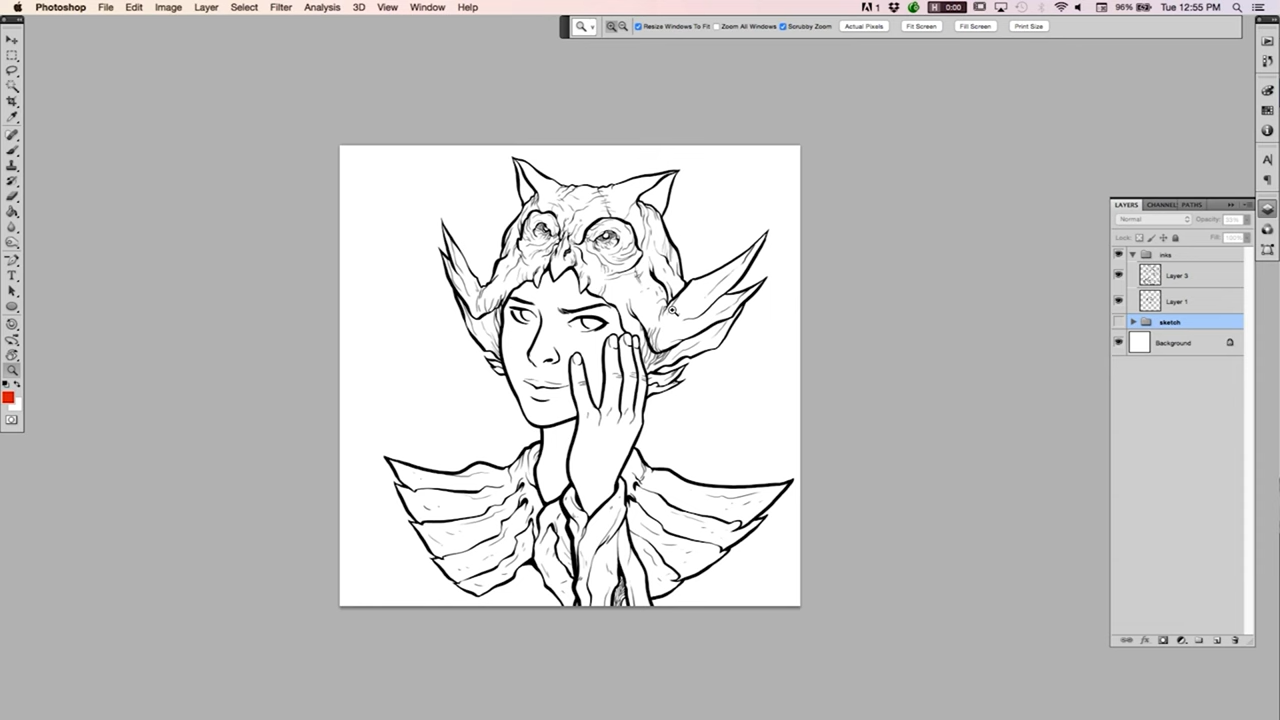 Photoshop File Edit Image Layer Select Filter Analysis 3D View Window Help 1 0:00 96% Tue 12:55 PM
Resize Windows To Fit Zoom All Windows Scrubby Zoom Actual Pixels Fit Screen Fill Screen Print Size
LAYERS CHANNEL PATHS
Normal Opacity:
Lock: Fill:
inks
Layer 3
Layer 1
sketch
Background